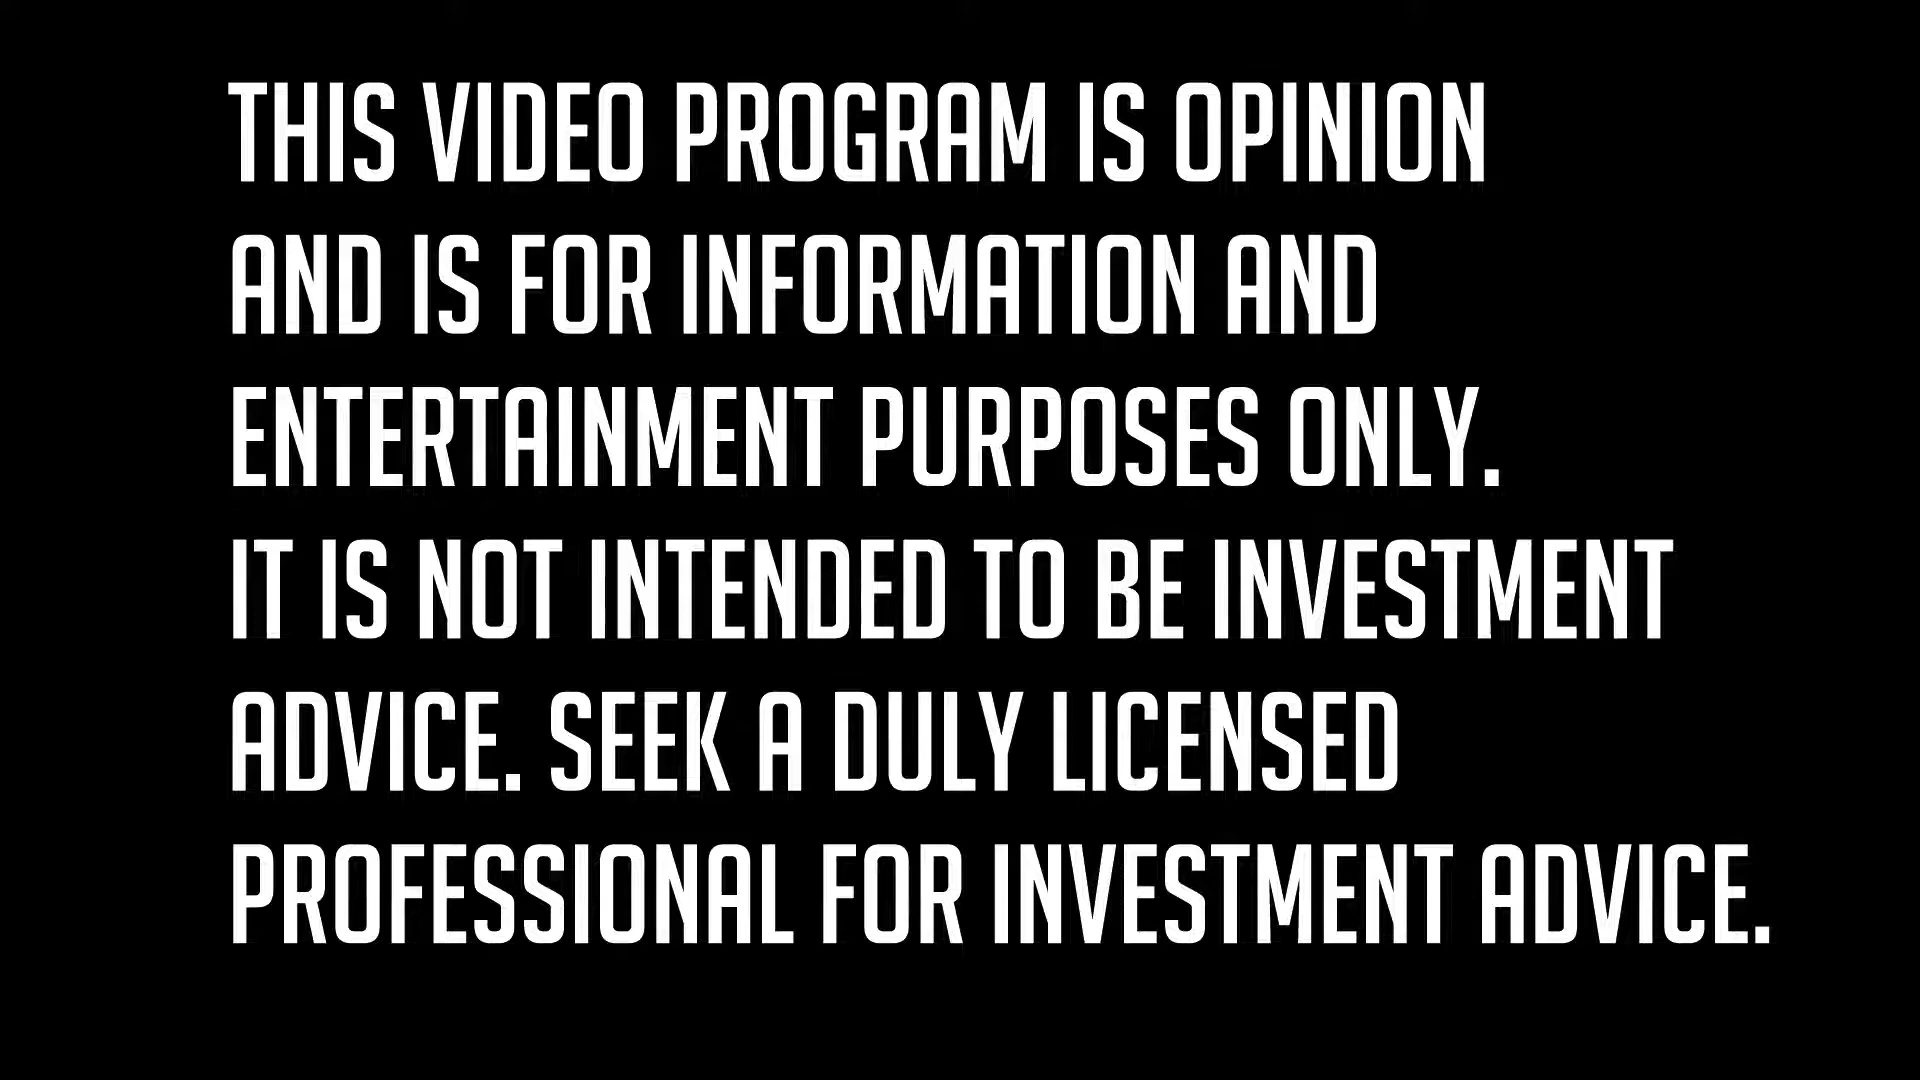 THIS VIDEO PROGRAM IS OPINION
AND IS FOR INFORMATION AND
ENTERTAINMENT PURPOSES ONLY.
IT IS NOT INTENDED TO BE INVESTMENT
ADVICE. SEEK A DULY LICENSED
PROFESSIONAL FOR INVESTMENT ADVICE.